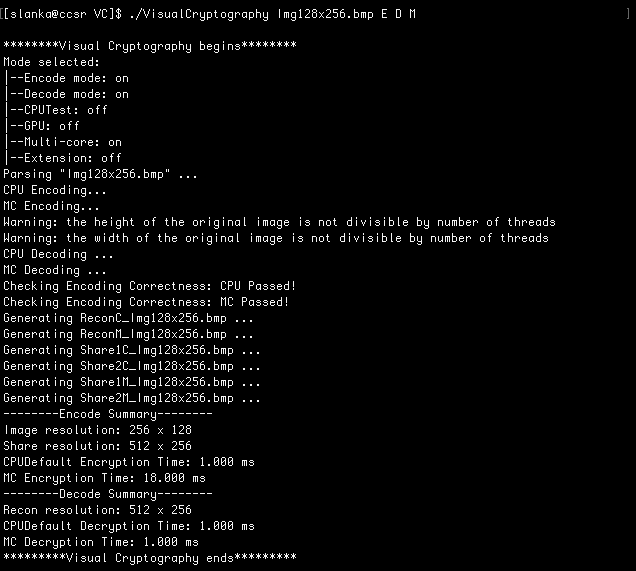 [[slanka@ccsr VC]$ ./VisualCryptography Img128x256.bmp E D M ]
********Visual Cryptography begins********
Mode selected:
|--Encode mode: on
|--Decode mode: on
|--CPUTest: off
|--GPU: off
|--Multi-core: on
|--Extension: off
Parsing "Img128x256.bmp" ...
CPU Encoding...
MC Encoding...
Warning: the height of the original image is not divisible by number of threads
Warning: the width of the original image is not divisible by number of threads
CPU Decoding ...
MC Decoding ...
Checking Encoding Correctness: CPU Passed!
Checking Encoding Correctness: MC Passed!
Generating ReconC_Img128x256.bmp ...
Generating ReconM_Img128x256.bmp ...
Generating Share1C_Img128x256.bmp ...
Generating Share2C_Img128x256.bmp ...
Generating Share1M_Img128x256.bmp ...
Generating Share2M_Img128x256.bmp ...
--------Encode Summary--------
Image resolution: 256 x 128
Share resolution: 512 x 256
CPUDefault Encryption Time: 1.000 ms
MC Encryption Time: 18.000 ms
--------Decode Summary--------
Recon resolution: 512 x 256
CPUDefault Decryption Time: 1.000 ms
MC Decryption Time: 1.000 ms
*********Visual Cryptography ends*********